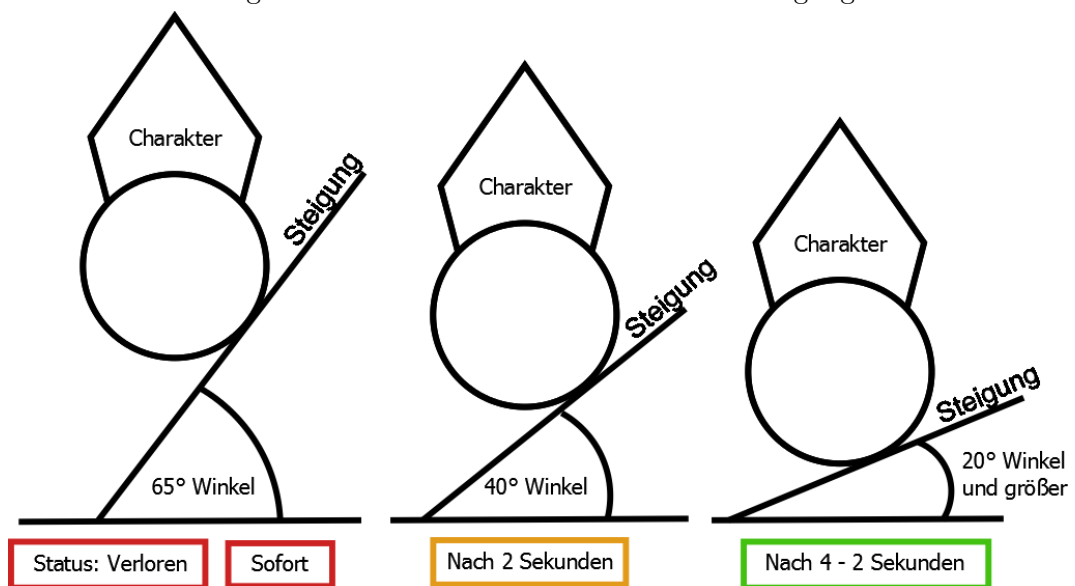 Charakter
Steigung
65° Winkel
Status: Verloren
Sofort
Charakter
Steigung
40° Winkel
Nach 2 Sekunden
Charakter
Steigung
20° Winkel
und größer
Nach 4 - 2 Sekunden